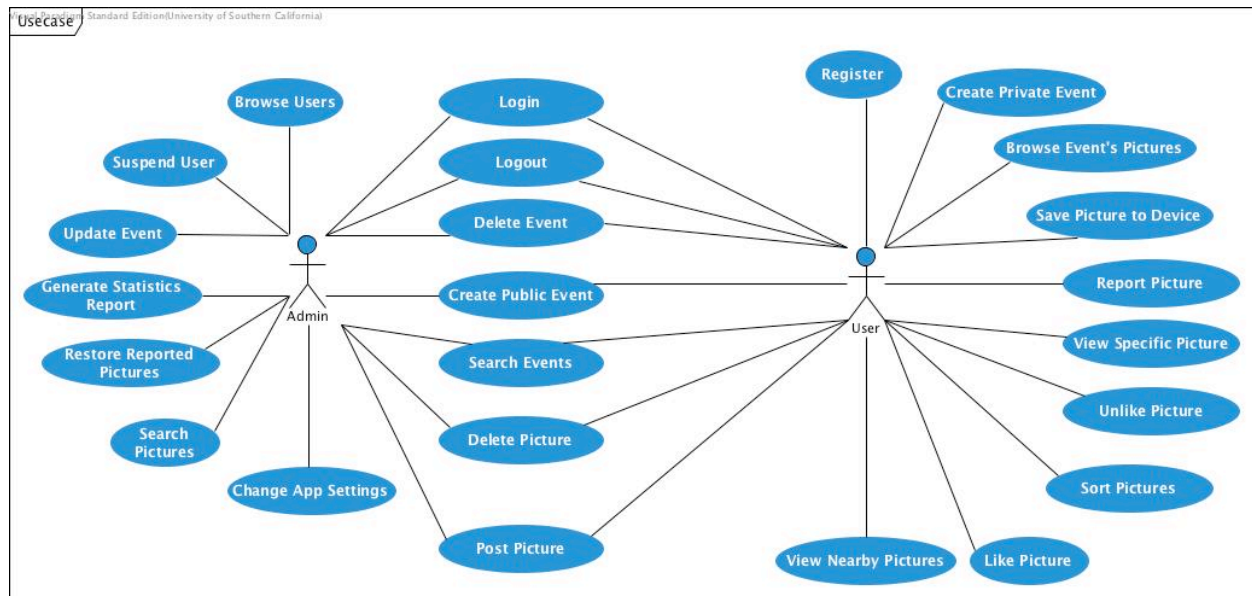 Visual Paradigm Standard Edition(University of Southern California)
Usecase
Browse Users
Login
Register
Create Private Event
Suspend User
Logout
Browse Event's Pictures
Update Event
Delete Event
Save Picture to Device
Generate Statistics
Report
Create Public Event
Report Picture
Admin
User
Restore Reported
Pictures
Search Events
View Specific Picture
Search
Pictures
Delete Picture
Unlike Picture
Change App Settings
Sort Pictures
Post Picture
View Nearby Pictures
Like Picture